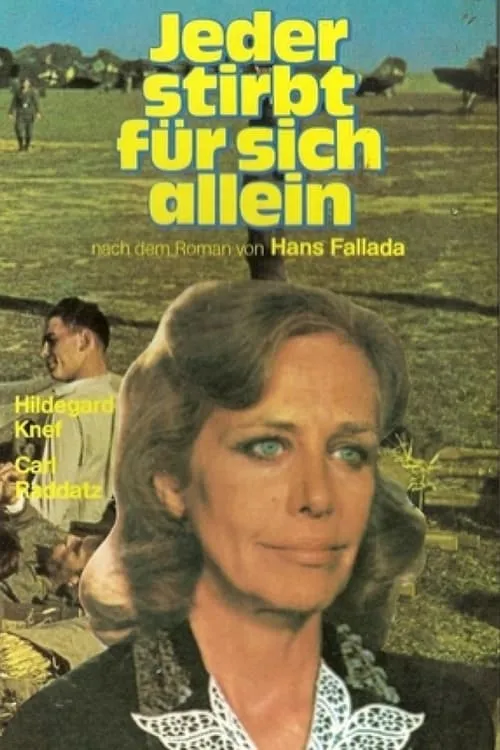 Jeder
stirbt
für sich
allein
nach dem Roman von Hans Fallada
Hildegard
Knef
Carl
Raddatz